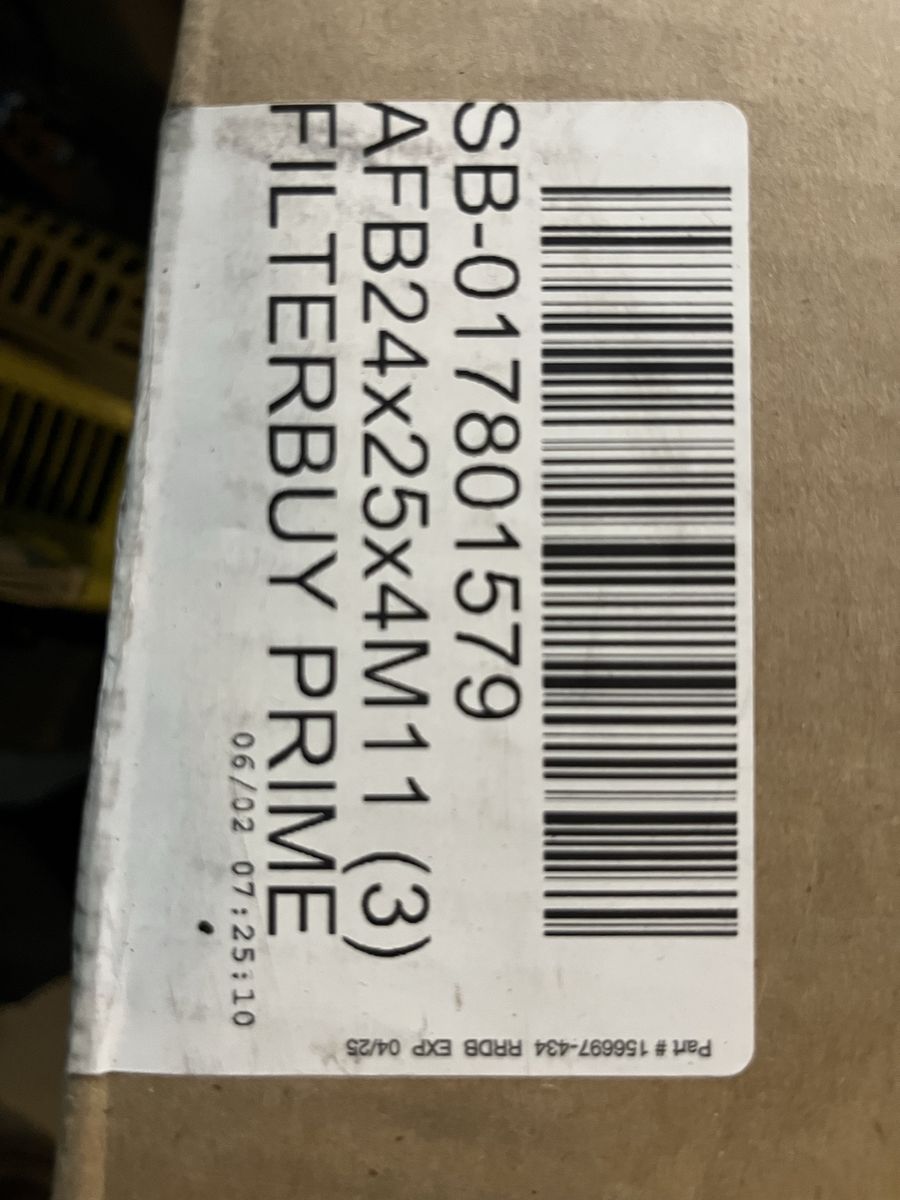 SB-017801579
AFB24x25x4M11 (3)
FILTERBUY PRIME
06/02 07:25:10
Part # 156697-434 RRDB EXP 04/25